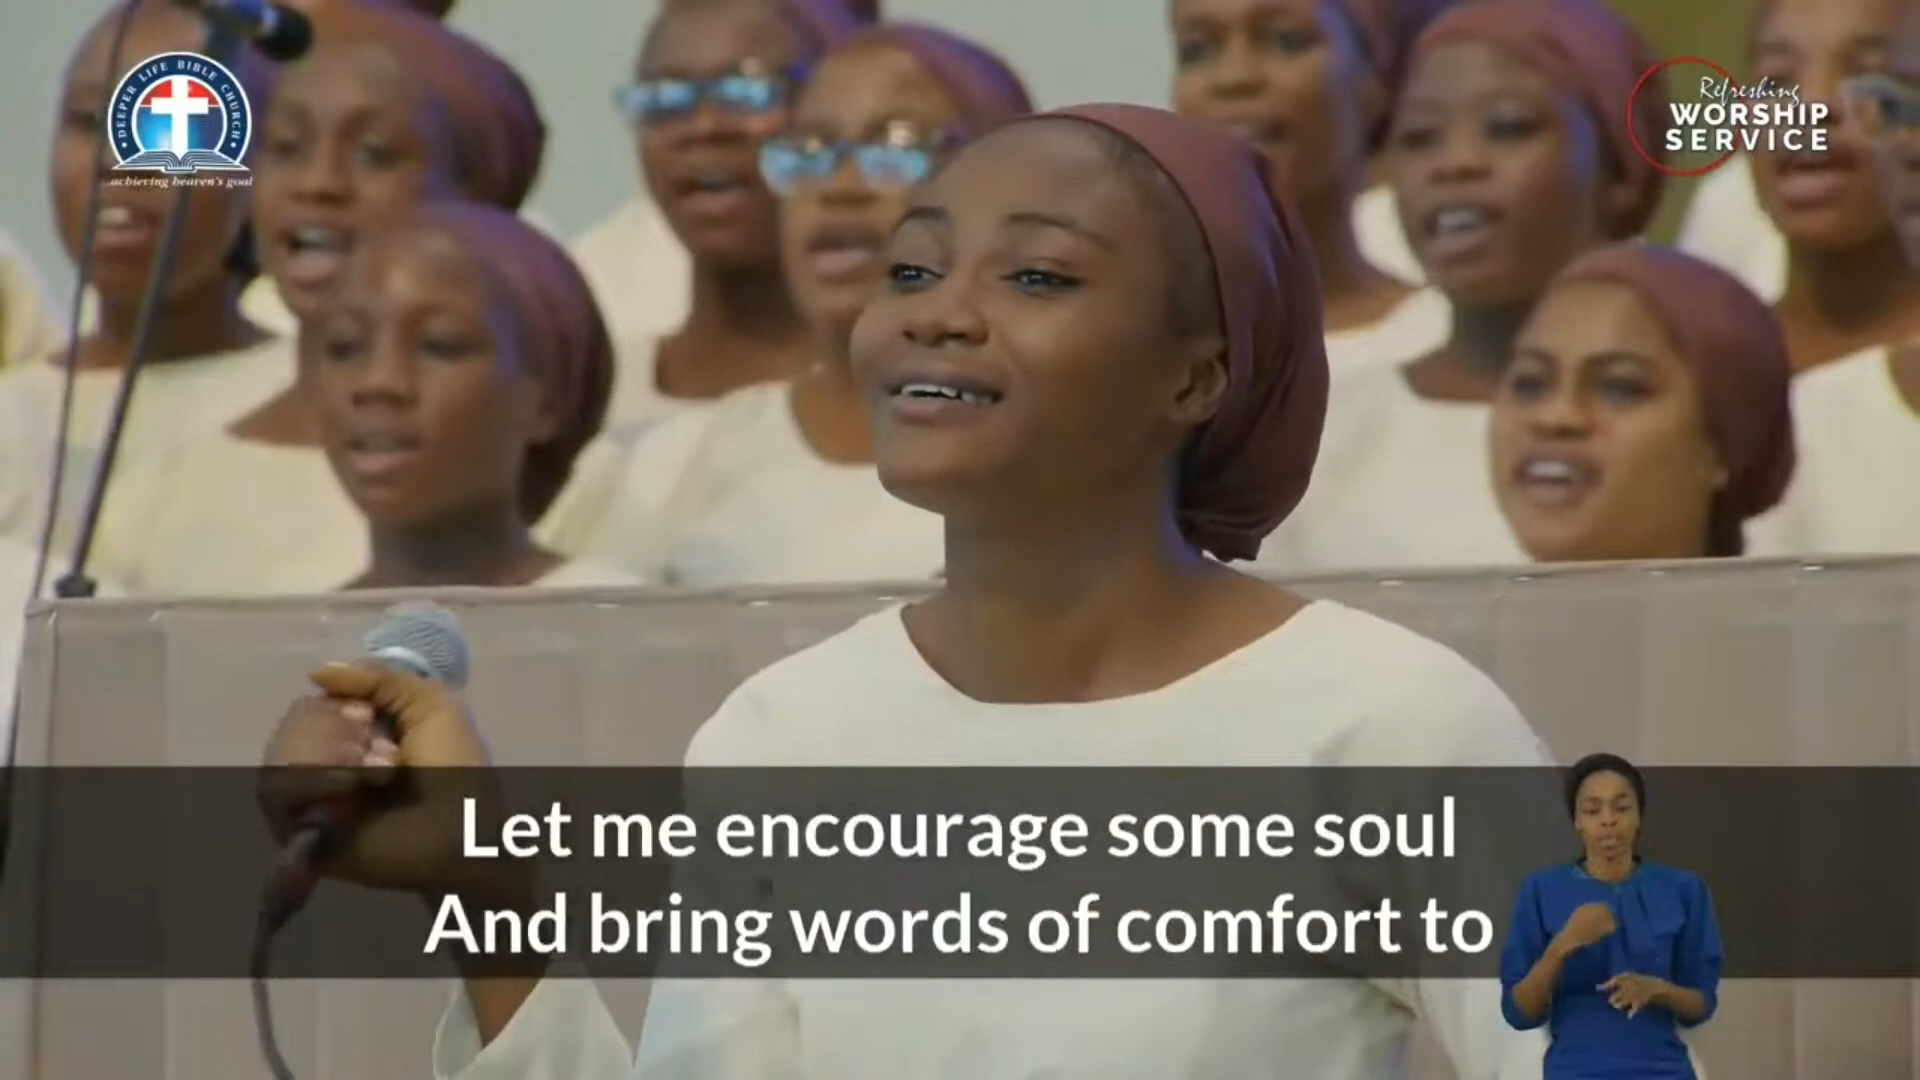 DEEPER LIFE BIBLE CHURCH
...achieving heaven's goal
Refreshing
WORSHIP
SERVICE
Let me encourage some soul
And bring words of comfort to